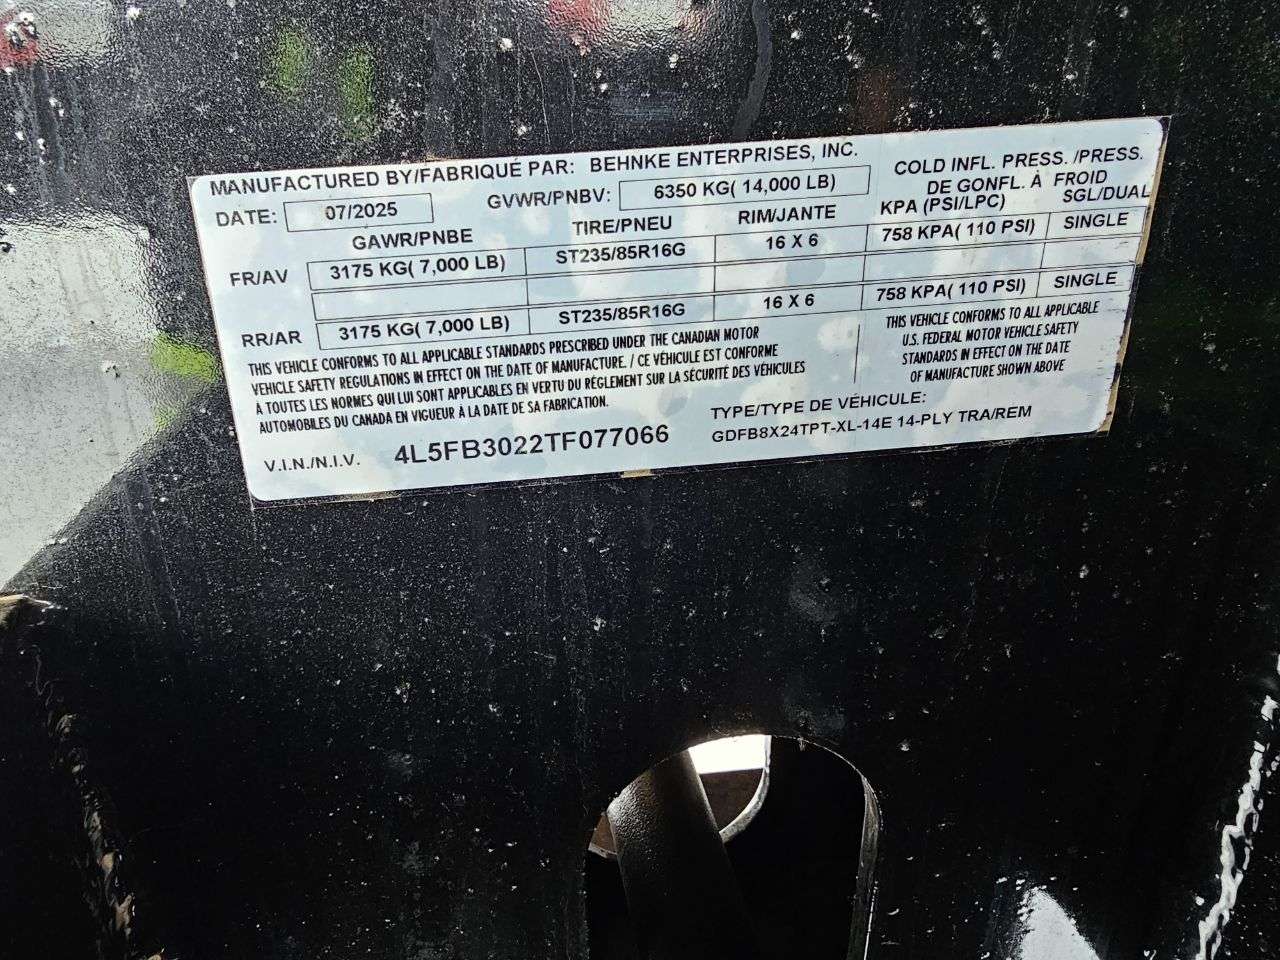 MANUFACTURED BY/FABRIQUÉ PAR: BEHNKE ENTERPRISES, INC.
DATE: 07/2025 GVWR/PNBV: 6350 KG( 14,000 LB) COLD INFL. PRESS. /PRESS. DE GONFL. À FROID
GAWR/PNBE TIRE/PNEU RIM/JANTE KPA (PSI/LPC) SGL/DUAL
FR/AV 3175 KG( 7,000 LB) ST235/85R16G 16 X 6 758 KPA( 110 PSI) SINGLE
RR/AR 3175 KG( 7,000 LB) ST235/85R16G 16 X 6 758 KPA( 110 PSI) SINGLE
THIS VEHICLE CONFORMS TO ALL APPLICABLE STANDARDS PRESCRIBED UNDER THE CANADIAN MOTOR
VEHICLE SAFETY REGULATIONS IN EFFECT ON THE DATE OF MANUFACTURE. / CE VÉHICULE EST CONFORME
À TOUTES LES NORMES QUI LUI SONT APPLICABLES EN VERTU DU RÉGLEMENT SUR LA SÉCURITÉ DES VÉHICULES
AUTOMOBILES DU CANADA EN VIGUEUR À LA DATE DE SA FABRICATION.
THIS VEHICLE CONFORMS TO ALL APPLICABLE
U.S. FEDERAL MOTOR VEHICLE SAFETY
STANDARDS IN EFFECT ON THE DATE
OF MANUFACTURE SHOWN ABOVE
V.I.N./N.I.V. 4L5FB3022TF077066
TYPE/TYPE DE VÉHICULE:
GDFB8X24TPT-XL-14E 14-PLY TRA/REM